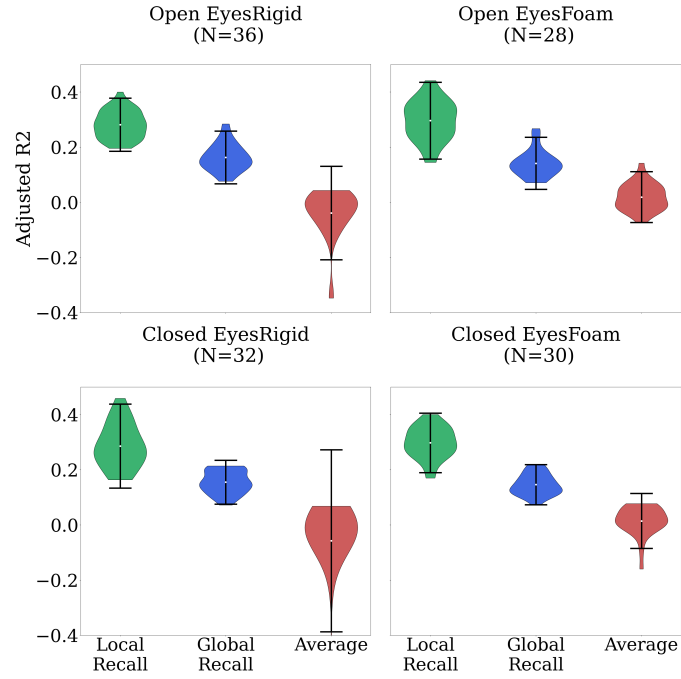 Open EyesRigid
(N=36)
Open EyesFoam
(N=28)
Adjusted R2
0.4
0.2
0.0
−0.2
−0.4
Closed EyesRigid
(N=32)
Closed EyesFoam
(N=30)
0.4
0.2
0.0
−0.2
−0.4
Local
Recall
Global
Recall
Average
Local
Recall
Global
Recall
Average